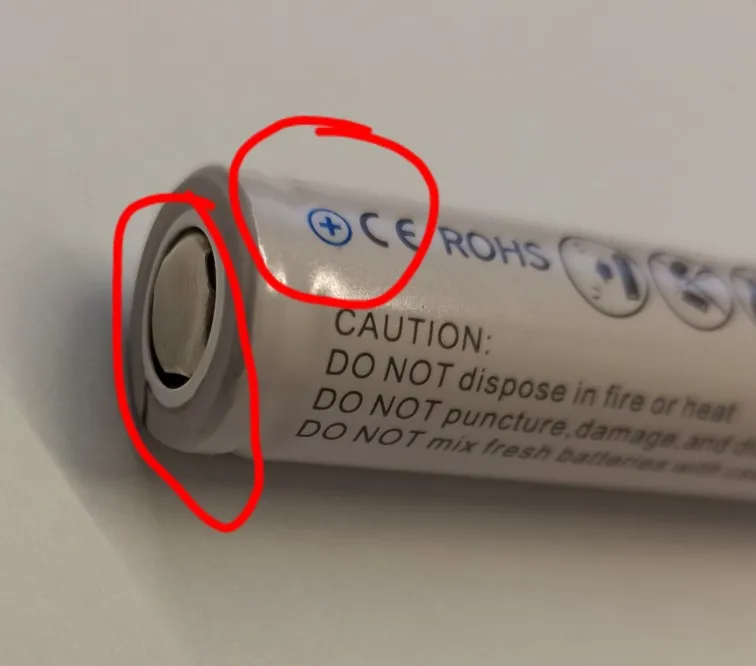 + CE ROHS
CAUTION:
DO NOT dispose in fire or heat
DO NOT puncture,damage,and
DO NOT mix fresh batteries with